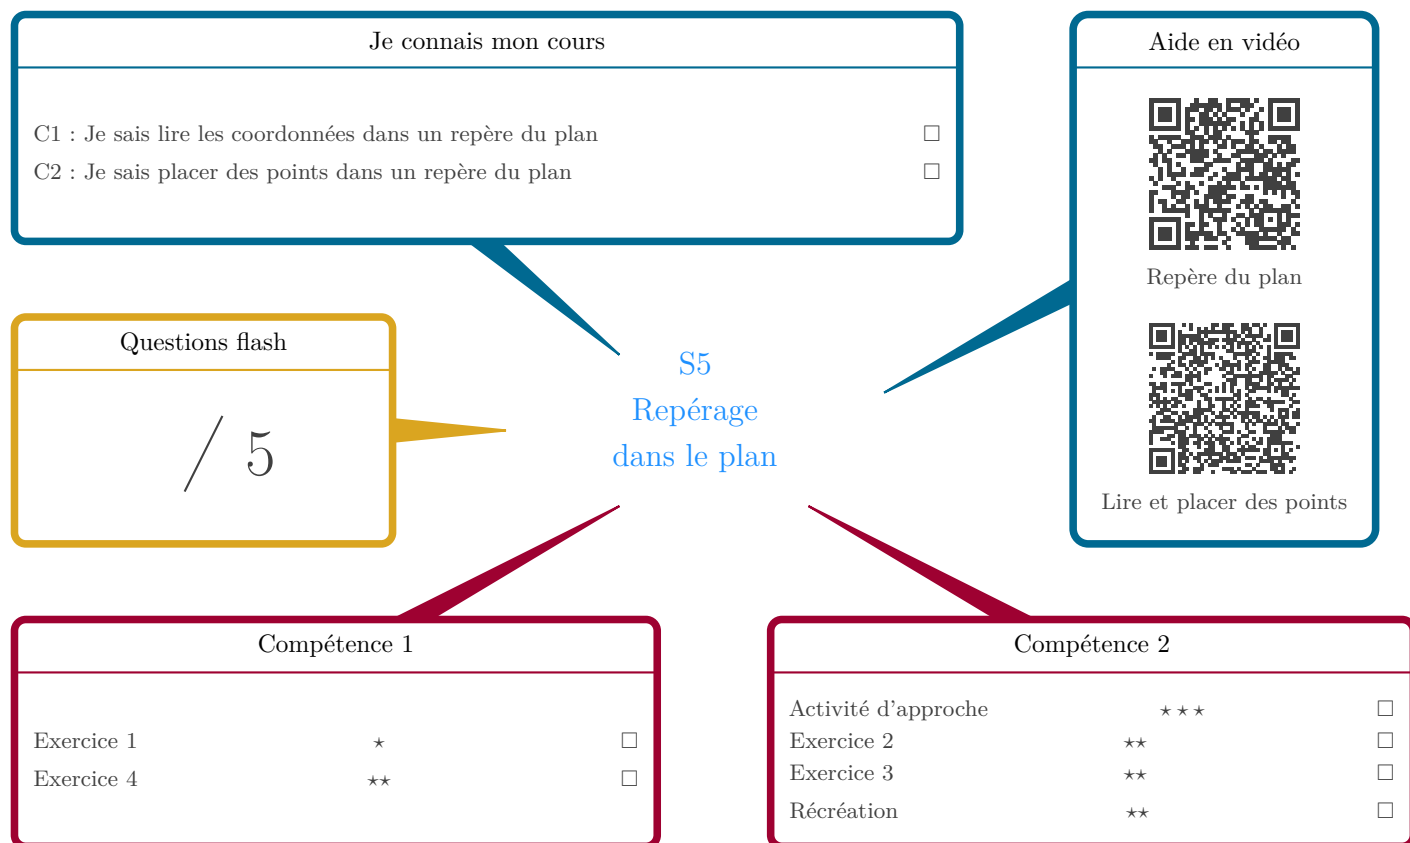 Je connais mon cours
C1 : Je sais lire les coordonnées dans un repère du plan □
C2 : Je sais placer des points dans un repère du plan □
Aide en vidéo
Repère du plan
Lire et placer des points
Questions flash
/ 5
S5
Repérage
dans le plan
Compétence 1
Exercice 1 ⋆ □
Exercice 4 ⋆⋆ □
Compétence 2
Activité d'approche ⋆ ⋆ ⋆ □
Exercice 2 ⋆⋆ □
Exercice 3 ⋆⋆ □
Récréation ⋆⋆ □